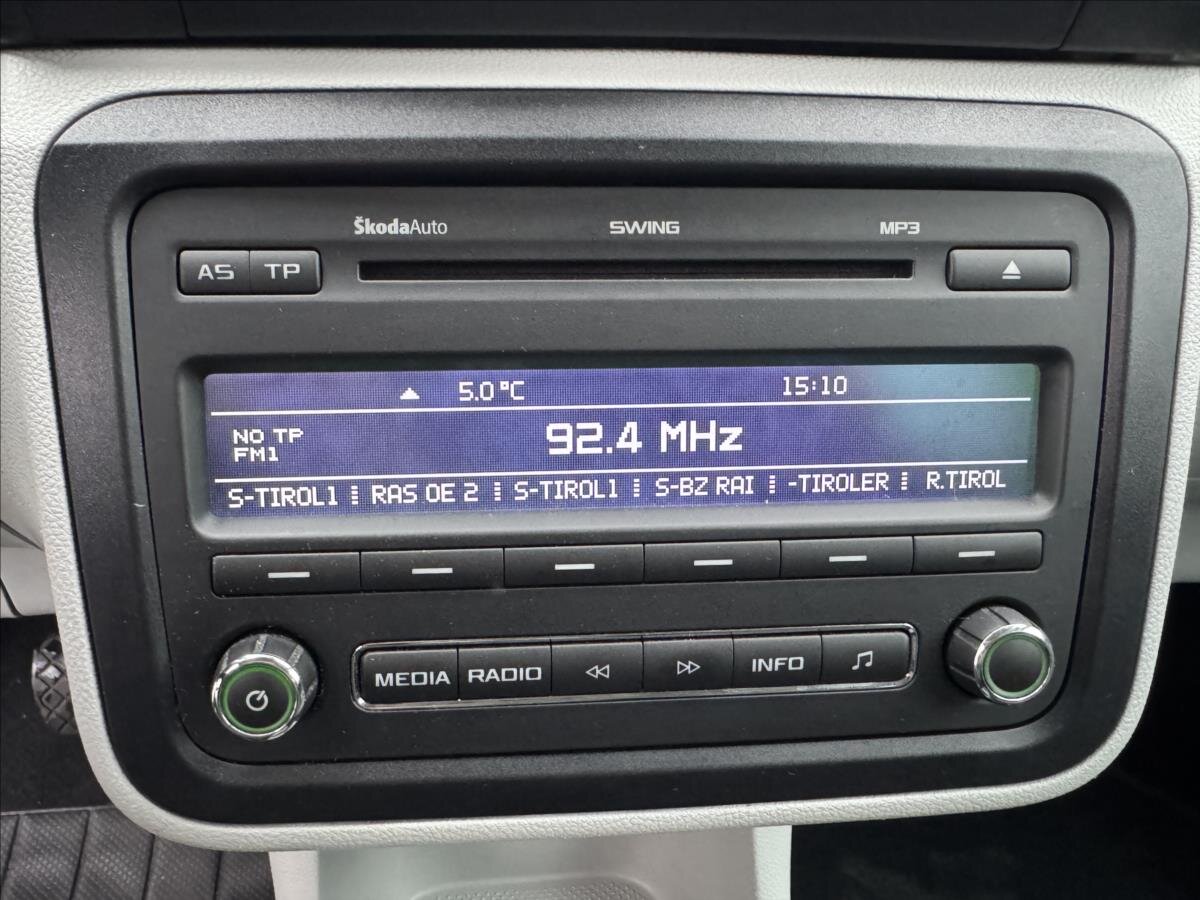 ŠkodaAuto SWING MP3
AS TP
5.0°C 15:10
NO TP
FM1
92.4 MHz
S-TIROL1 RAS OE 2 S-TIROL1 S-BZ RAI -TIROLER R.TIROL
MEDIA RADIO INFO